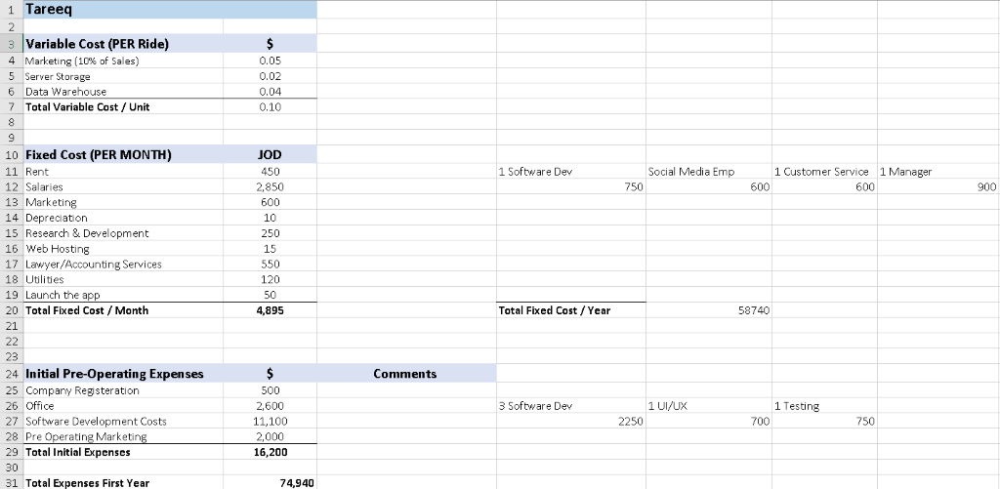 1 Tareeq
2
3 Variable Cost (PER Ride) $
4 Marketing (10% of Sales) 0.05
5 Server Storage 0.02
6 Data Warehouse 0.04
7 Total Variable Cost / Unit 0.10
8
9
10 Fixed Cost (PER MONTH) JOD
11 Rent 450 1 Software Dev Social Media Emp 1 Customer Service 1 Manager
12 Salaries 2,850 750 600 600 900
13 Marketing 600
14 Depreciation 10
15 Research & Development 250
16 Web Hosting 15
17 Lawyer/Accounting Services 550
18 Utilities 120
19 Launch the app 50
20 Total Fixed Cost / Month 4,895 Total Fixed Cost / Year 58740
21
22
23
24 Initial Pre-Operating Expenses $ Comments
25 Company Registeration 500
26 Office 2,600 3 Software Dev 1 UI/UX 1 Testing
27 Software Development Costs 11,100 2250 700 750
28 Pre Operating Marketing 2,000
29 Total Initial Expenses 16,200
30
31 Total Expenses First Year 74,940